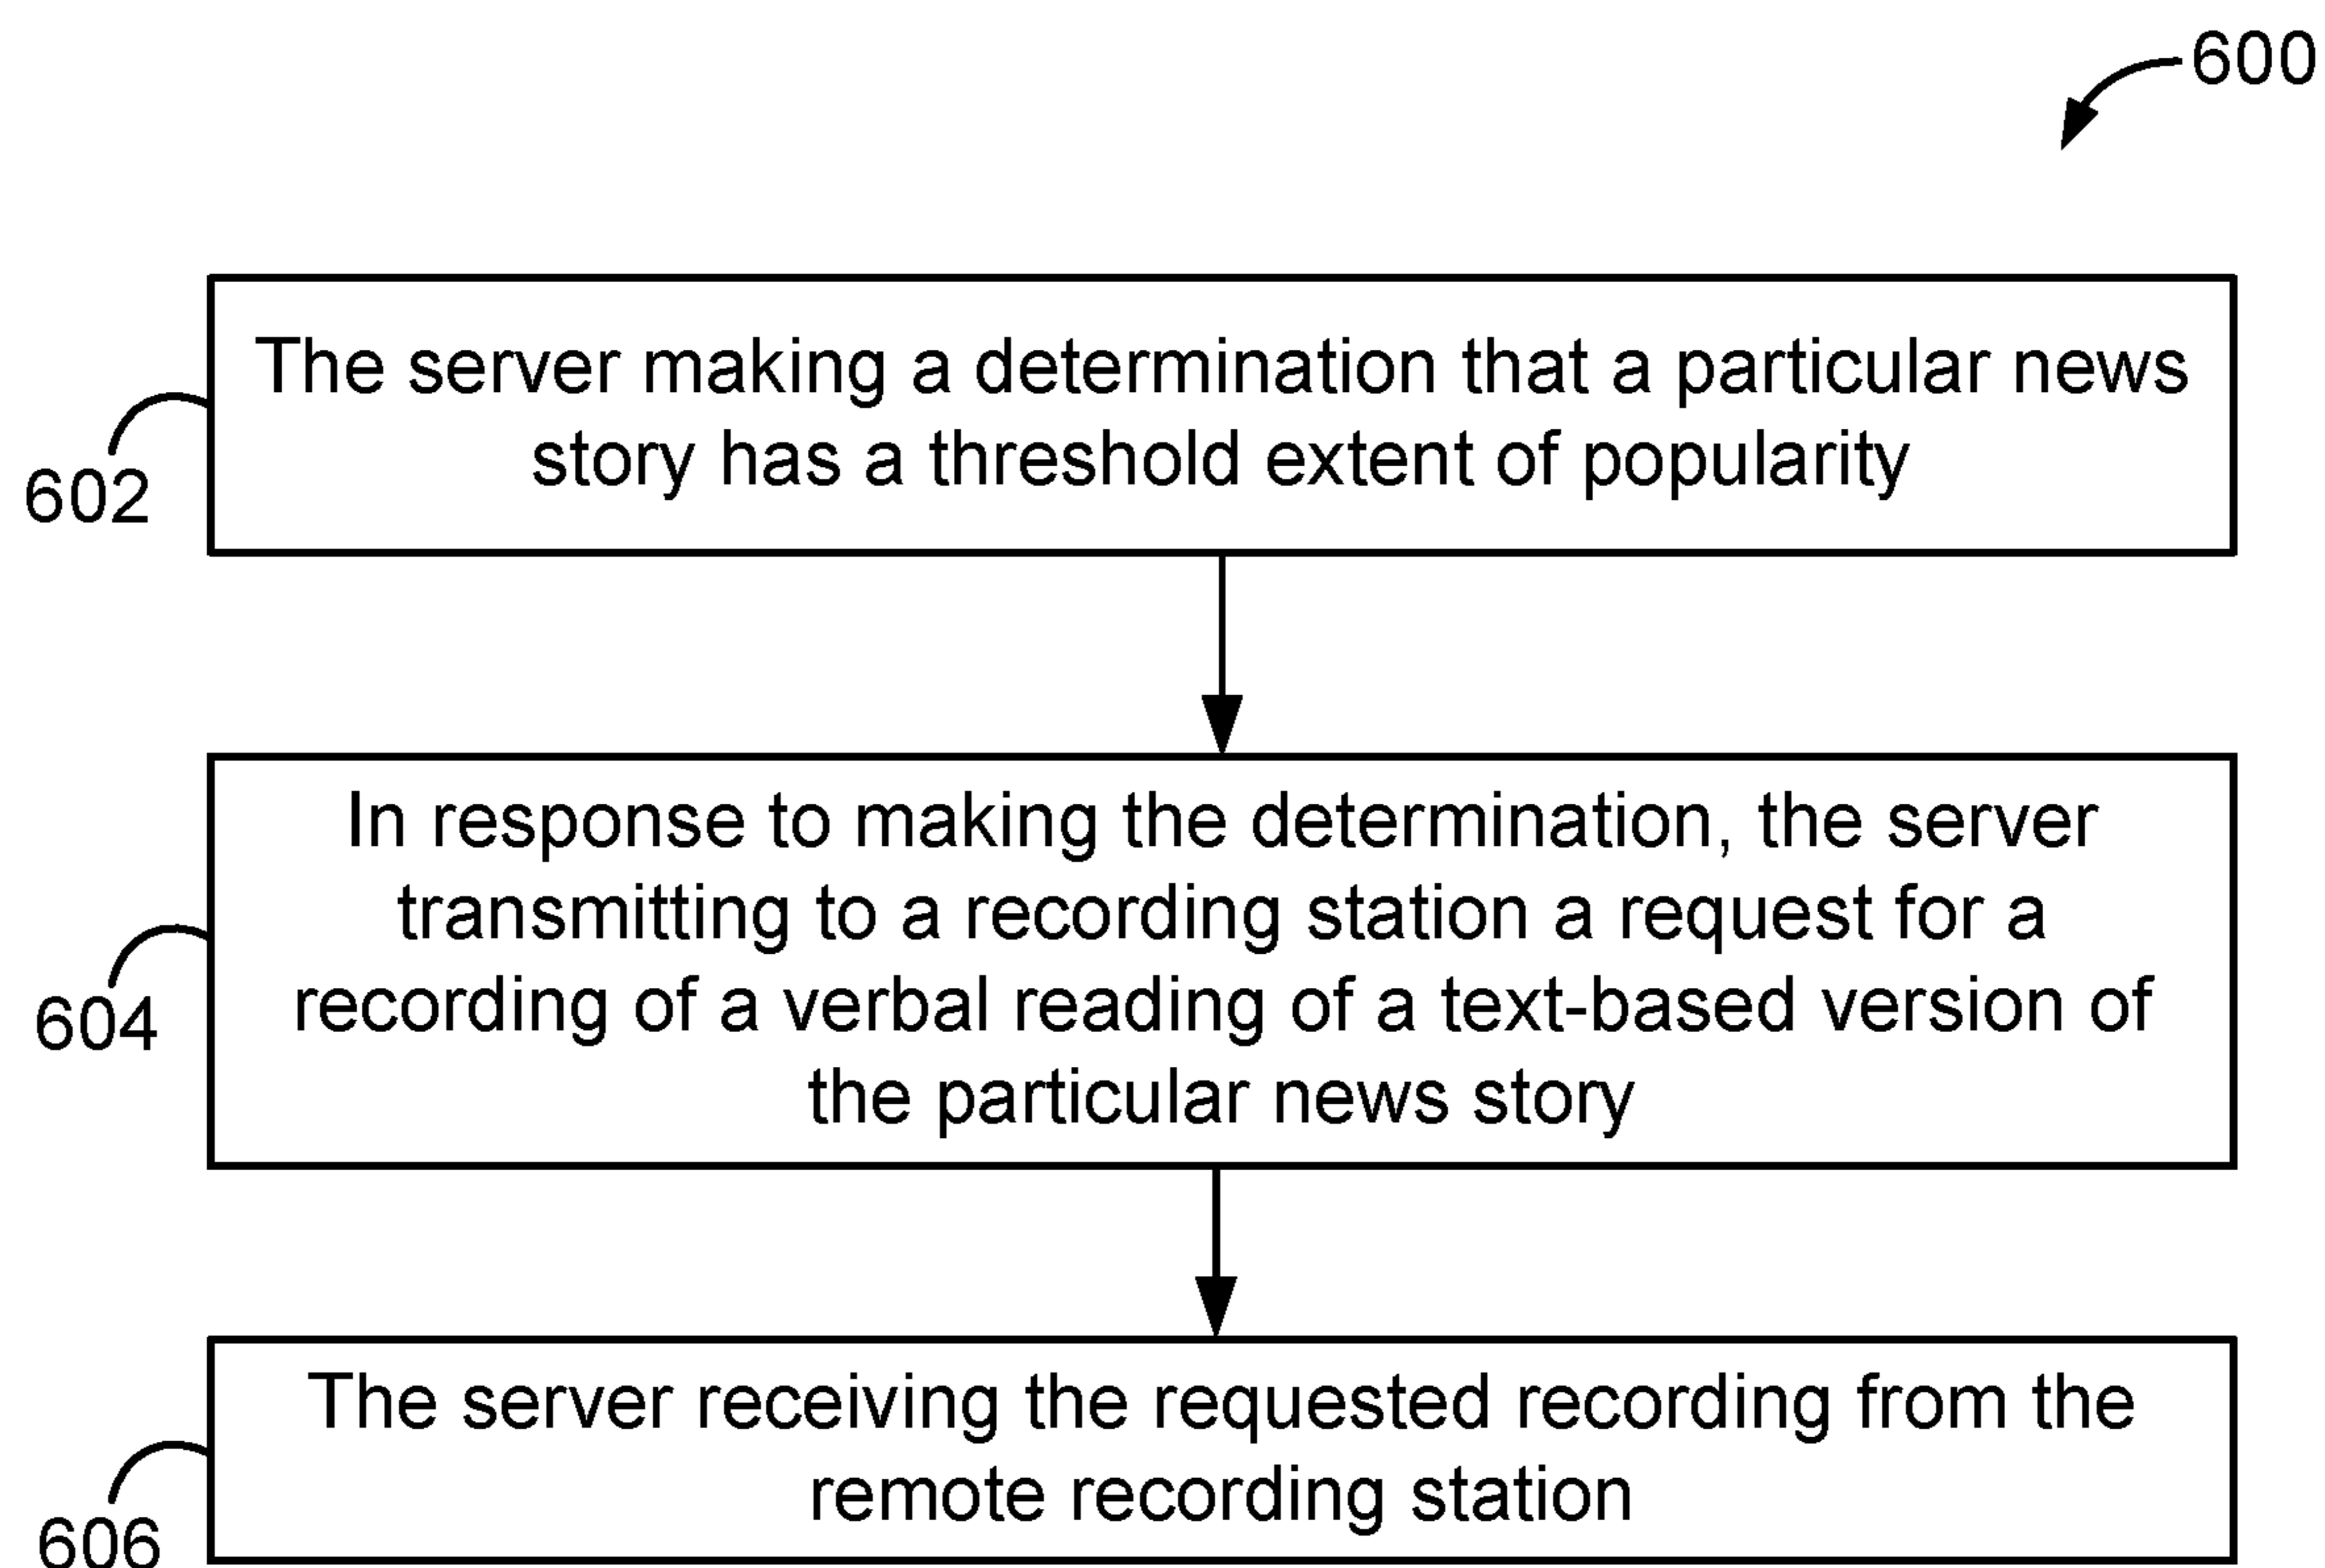 600
The server making a determination that a particular news
story has a threshold extent of popularity
602
In response to making the determination, the server
transmitting to a recording station a request for a
recording of a verbal reading of a text-based version of
the particular news story
604
The server receiving the requested recording from the
remote recording station
606